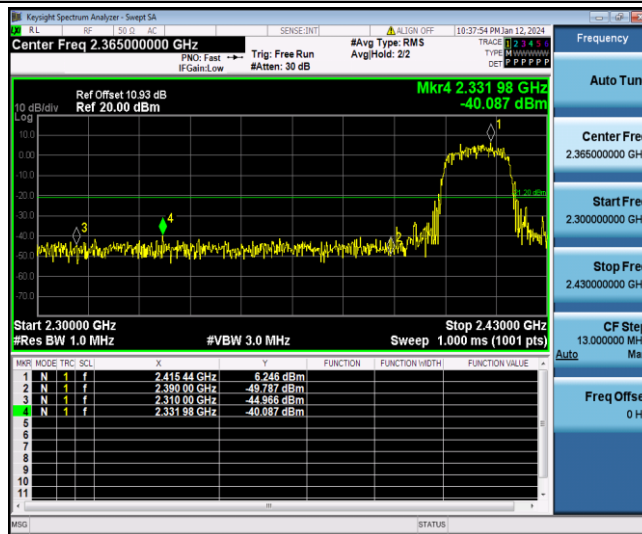 Keysight Spectrum Analyzer - Swept SA
RL RF 50 Ω AC SENSE:INT ALIGN OFF 10:37:54 PM Jan 12, 2024
Center Freq 2.365000000 GHz
PNO: Fast
IFGain:Low
Trig: Free Run
#Atten: 30 dB
#Avg Type: RMS
Avg|Hold: 2/2
TRACE 1 2 3 4 5 6
TYPE M W W W W W
DET P P P P P P
Ref Offset 10.93 dB
Ref 20.00 dBm
10 dB/div
Log
Mkr4 2.331 98 GHz
-40.087 dBm
10.0
0.00
-10.0
-20.0
-30.0
-40.0
-50.0
-60.0
-70.0
1
2
3
4
Start 2.30000 GHz
#Res BW 1.0 MHz
#VBW 3.0 MHz
Stop 2.43000 GHz
Sweep 1.000 ms (1001 pts)
MKR MODE TRC SCL X Y FUNCTION FUNCTION WIDTH FUNCTION VALUE
1 N 1 f 2.415 44 GHz 6.246 dBm
2 N 1 f 2.390 00 GHz -49.787 dBm
3 N 1 f 2.310 00 GHz -44.966 dBm
4 N 1 f 2.331 98 GHz -40.087 dBm
5
6
7
8
9
10
11
MSG STATUS
Frequency
Auto Tun
Center Fre
2.365000000 GH
Start Fre
2.300000000 GH
Stop Fre
2.430000000 GH
CF Step
13.000000 MH
Auto Ma
Freq Offse
0 H